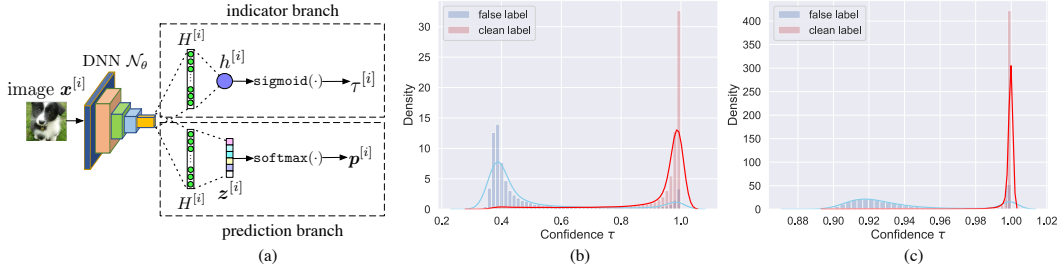 indicator branch
DNN 𝒩_θ
H^[i]
h^[i]
image x^[i]
sigmoid(·)
τ^[i]
softmax(·)
p^[i]
z^[i]
H^[i]
prediction branch
(a)
false label
clean label
Density
30
25
20
15
10
5
0
0.2 0.4 0.6 0.8 1.0
Confidence τ
(b)
false label
clean label
Density
400
350
300
250
200
150
100
50
0
0.88 0.90 0.92 0.94 0.96 0.98 1.00 1.02
Confidence τ
(c)